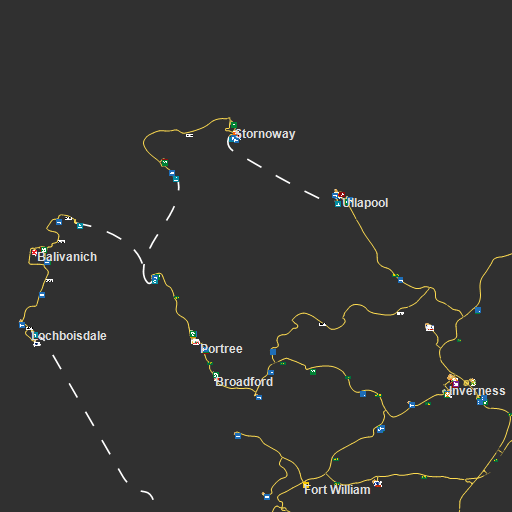 Stornoway
Ullapool
Balivanich
Lochboisdale
Portree
Broadford
Inverness
Fort William